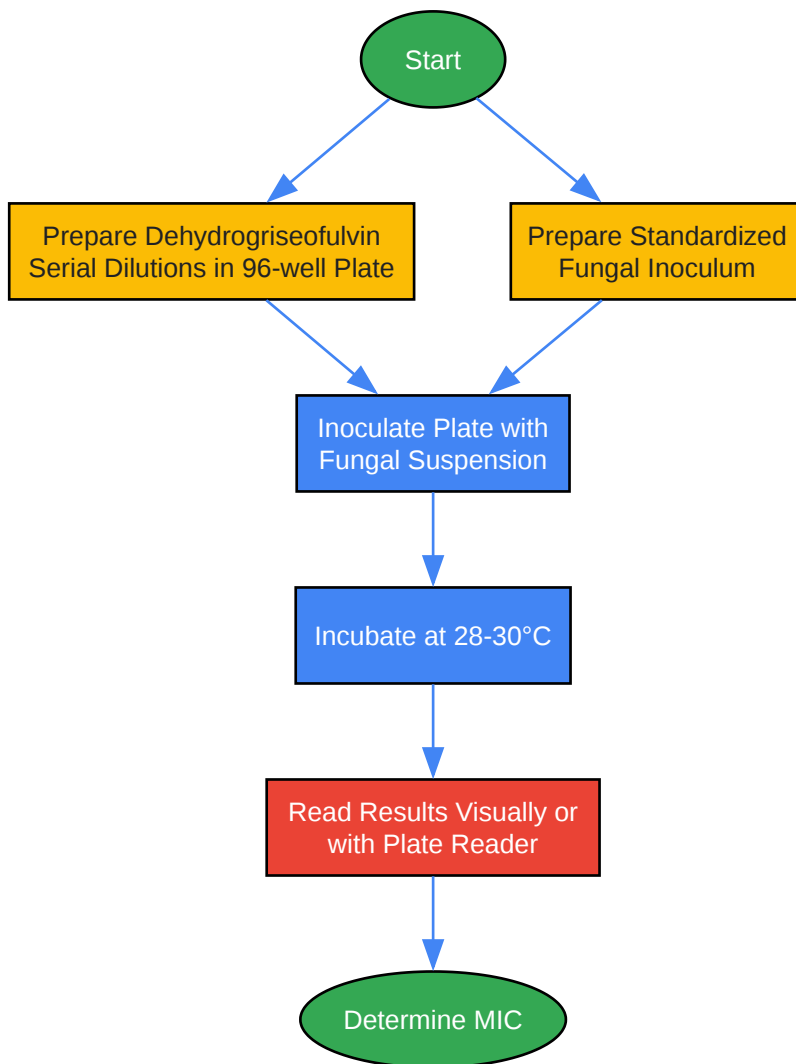 Start
Prepare Dehydrogriseofulvin
Serial Dilutions in 96-well Plate
Prepare Standardized
Fungal Inoculum
Inoculate Plate with
Fungal Suspension
Incubate at 28-30°C
Read Results Visually or
with Plate Reader
Determine MIC